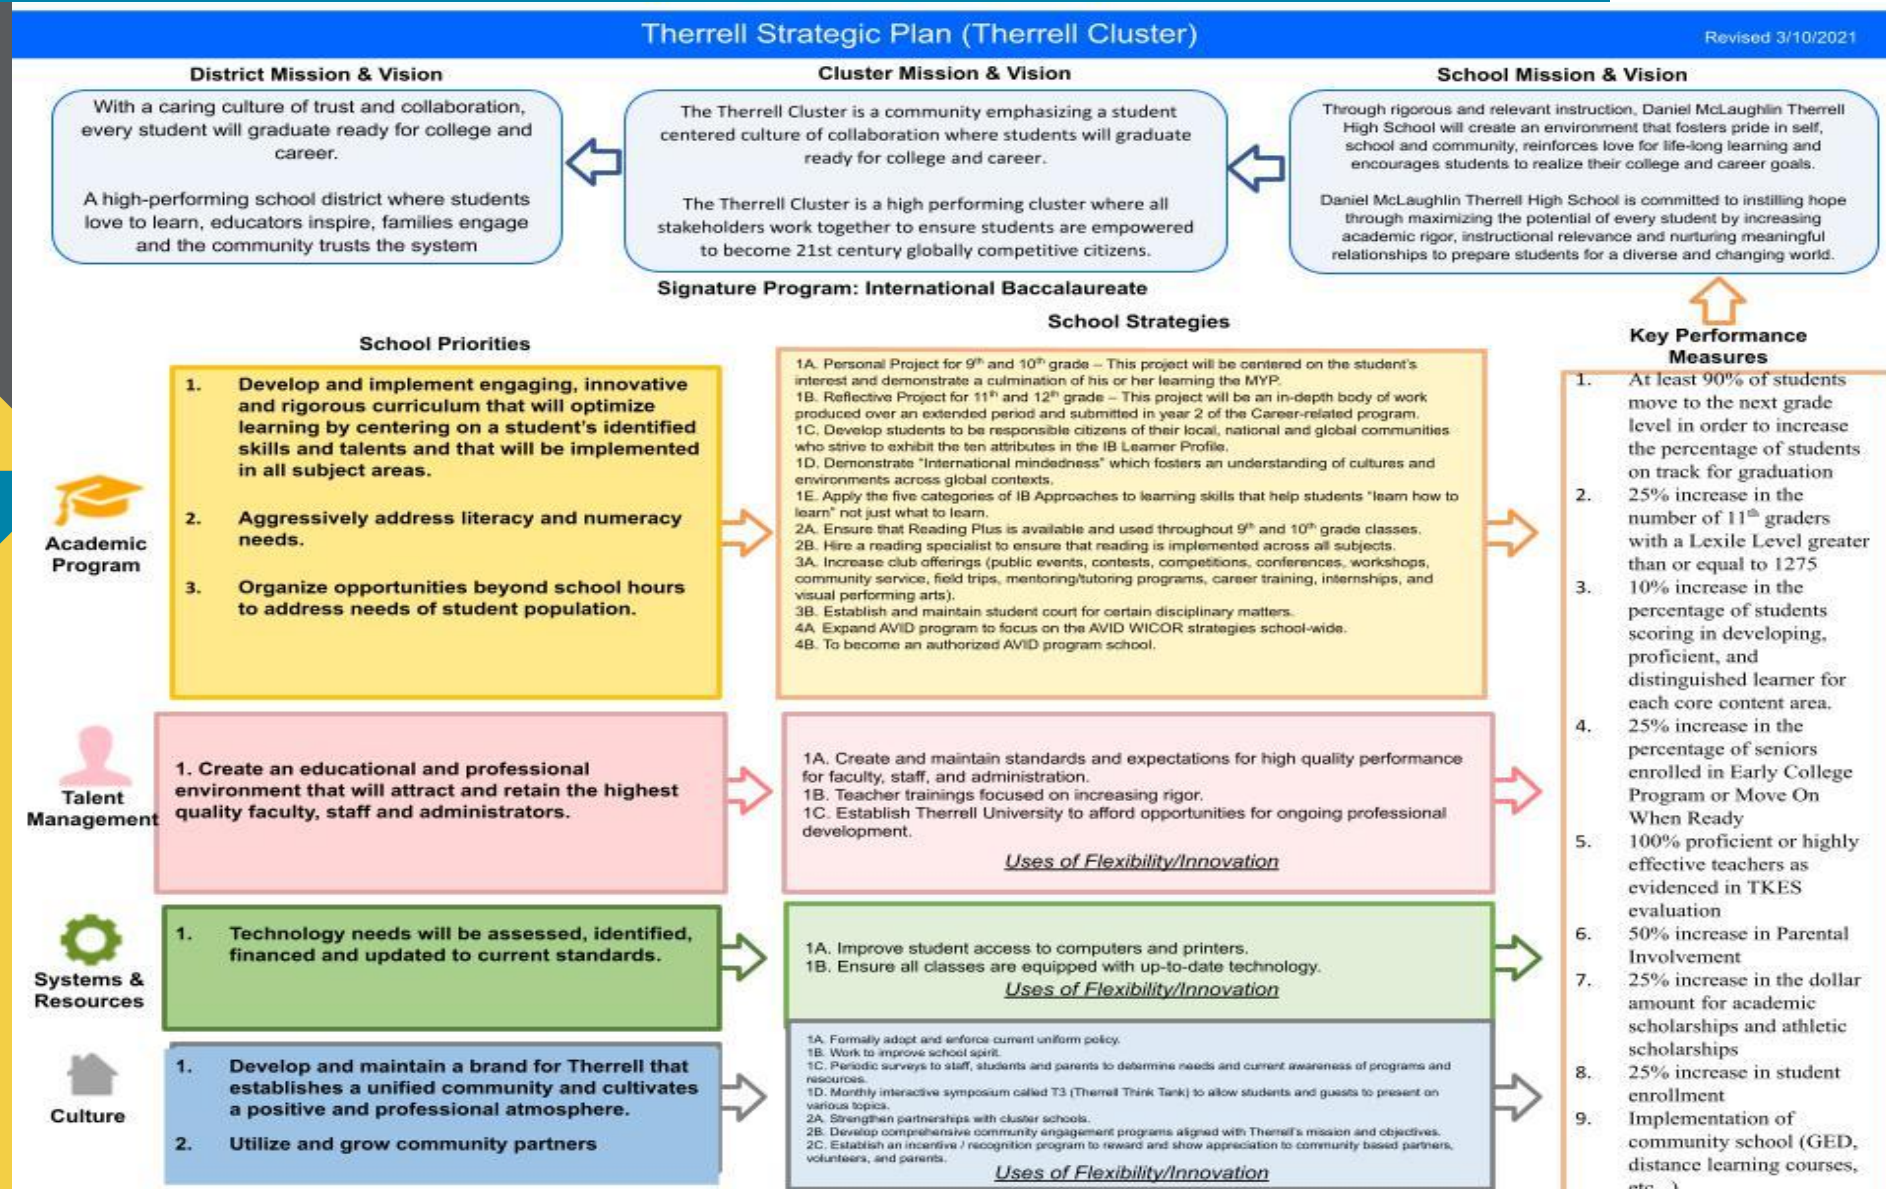 Therrell Strategic Plan (Therrell Cluster)
Revised 3/10/2021
District Mission & Vision
With a caring culture of trust and collaboration,
every student will graduate ready for college and
career.
A high-performing school district where students
love to learn, educators inspire, families engage
and the community trusts the system
Cluster Mission & Vision
The Therrell Cluster is a community emphasizing a student
centered culture of collaboration where students will graduate
ready for college and career.
The Therrell Cluster is a high performing cluster where all
stakeholders work together to ensure students are empowered
to become 21st century globally competitive citizens.
School Mission & Vision
Through rigorous and relevant instruction, Daniel McLaughlin Therrell
High School will create an environment that fosters pride in self,
school and community, reinforces love for life-long learning and
encourages students to realize their college and career goals.
Daniel McLaughlin Therrell High School is committed to instilling hope
through maximizing the potential of every student by increasing
academic rigor, instructional relevance and nurturing meaningful
relationships to prepare students for a diverse and changing world.
Signature Program: International Baccalaureate
School Priorities
School Strategies
Key Performance
Measures
Academic
Program
1. Develop and implement engaging, innovative
and rigorous curriculum that will optimize
learning by centering on a student's identified
skills and talents and that will be implemented
in all subject areas.
2. Aggressively address literacy and numeracy
needs.
3. Organize opportunities beyond school hours
to address needs of student population.
1A. Personal Project for 9th and 10th grade – This project will be centered on the student's
interest and demonstrate a culmination of his or her learning the MYP.
1B. Reflective Project for 11th and 12th grade – This project will be an in-depth body of work
produced over an extended period and submitted in year 2 of the Career-related program.
1C. Develop students to be responsible citizens of their local, national and global communities
who strive to exhibit the ten attributes in the IB Learner Profile.
1D. Demonstrate "International mindedness" which fosters an understanding of cultures and
environments across global contexts.
1E. Apply the five categories of IB Approaches to learning skills that help students "learn how to
learn" not just what to learn.
2A. Ensure that Reading Plus is available and used throughout 9th and 10th grade classes.
2B. Hire a reading specialist to ensure that reading is implemented across all subjects.
3A. Increase club offerings (public events, contests, competitions, conferences, workshops,
community service, field trips, mentoring/tutoring programs, career training, internships, and
visual performing arts).
3B. Establish and maintain student court for certain disciplinary matters.
4A. Expand AVID program to focus on the AVID WICOR strategies school-wide.
4B. To become an authorized AVID program school.
Talent
Management
1. Create an educational and professional
environment that will attract and retain the highest
quality faculty, staff and administrators.
1A. Create and maintain standards and expectations for high quality performance
for faculty, staff, and administration.
1B. Teacher trainings focused on increasing rigor.
1C. Establish Therrell University to afford opportunities for ongoing professional
development.
Uses of Flexibility/Innovation
Systems &
Resources
1. Technology needs will be assessed, identified,
financed and updated to current standards.
1A. Improve student access to computers and printers.
1B. Ensure all classes are equipped with up-to-date technology.
Uses of Flexibility/Innovation
Culture
1. Develop and maintain a brand for Therrell that
establishes a unified community and cultivates
a positive and professional atmosphere.
2. Utilize and grow community partners
1A. Formally adopt and enforce current uniform policy.
1B. Work to improve school spirit.
1C. Periodic surveys to staff, students and parents to determine needs and current awareness of programs and
resources.
1D. Monthly interactive symposium called T3 (Therrell Think Tank) to allow students and guests to present on
various topics.
2A. Strengthen partnerships with cluster schools.
2B. Develop comprehensive community engagement programs aligned with Therrell's mission and objectives.
2C. Establish an incentive / recognition program to reward and show appreciation to community based partners,
volunteers, and parents.
Uses of Flexibility/Innovation
1. At least 90% of students
move to the next grade
level in order to increase
the percentage of students
on track for graduation
2. 25% increase in the
number of 11th graders
with a Lexile Level greater
than or equal to 1275
3. 10% increase in the
percentage of students
scoring in developing,
proficient, and
distinguished learner for
each core content area.
4. 25% increase in the
percentage of seniors
enrolled in Early College
Program or Move On
When Ready
5. 100% proficient or highly
effective teachers as
evidenced in TKES
evaluation
6. 50% increase in Parental
Involvement
7. 25% increase in the dollar
amount for academic
scholarships and athletic
scholarships
8. 25% increase in student
enrollment
9. Implementation of
community school (GED,
distance learning courses,